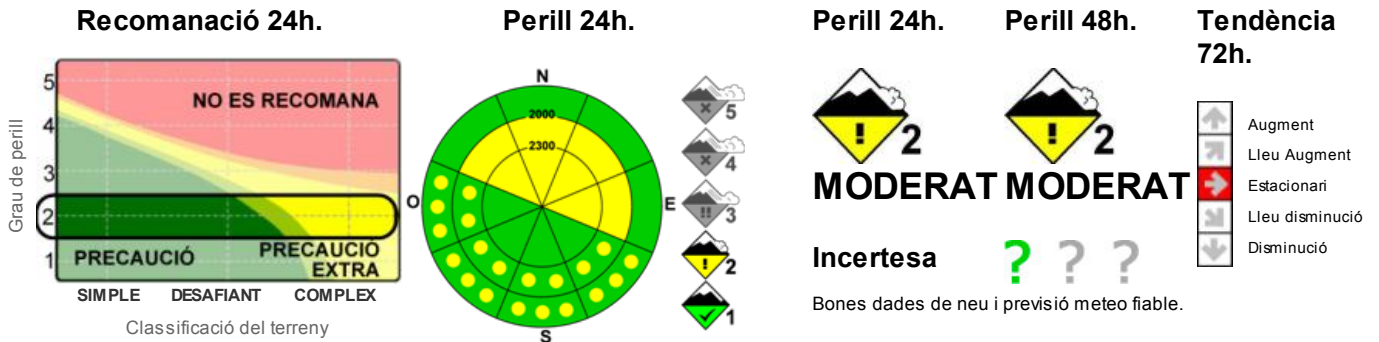 Recomanació 24h.
Perill 24h.
Perill 24h.
Perill 48h.
Tendència
72h.
Grau de perill
5
4
3
2
1
NO ES RECOMANA
PRECAUCIÓ
PRECAUCIÓ
EXTRA
SIMPLE
DESAFIANT
COMPLEX
Classificació del terreny
N
2000
2300
O
E
S
5
4
!! 3
! 2
1
! 2
MODERAT
! 2
MODERAT
Augment
Lleu Augment
Estacionari
Lleu disminució
Disminució
Incertesa
? ? ?
Bones dades de neu i previsió meteo fiable.